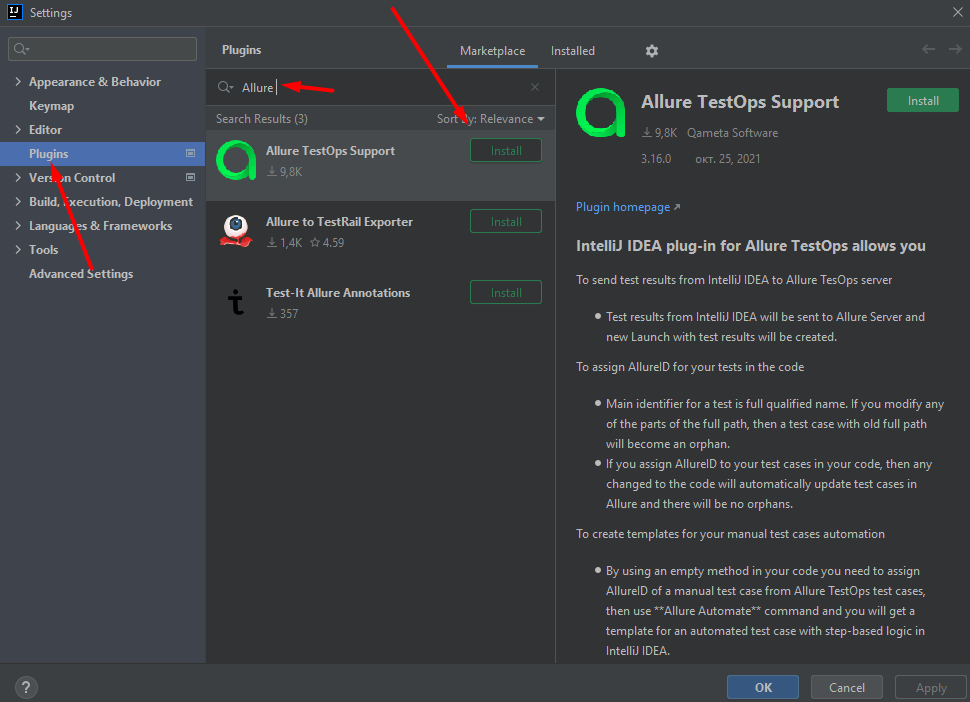 IJ Settings
Plugins
Marketplace
Installed
Appearance & Behavior
Keymap
Editor
Plugins
Version Control
Build, Execution, Deployment
Languages & Frameworks
Tools
Advanced Settings
Allure
Search Results (3)
Sort By: Relevance
Allure TestOps Support
9,8K
Install
Allure to TestRail Exporter
1,4K 4.59
Install
Test-It Allure Annotations
357
Install
Allure TestOps Support
Install
9,8K Qameta Software
3.16.0 окт. 25, 2021
Plugin homepage
IntelliJ IDEA plug-in for Allure TestOps allows you
To send test results from IntelliJ IDEA to Allure TesOps server
Test results from IntelliJ IDEA will be sent to Allure Server and
new Launch with test results will be created.
To assign AllureID for your tests in the code
Main identifier for a test is full qualified name. If you modify any
of the parts of the full path, then a test case with old full path
will become an orphan.
If you assign AllureID to your test cases in your code, then any
changed to the code will automatically update test cases in
Allure and there will be no orphans.
To create templates for your manual test cases automation
By using an empty method in your code you need to assign
AllureID of a manual test case from Allure TestOps test cases,
then use **Allure Automate** command and you will get a
template for an automated test case with step-based logic in
IntelliJ IDEA.
?
OK
Cancel
Apply